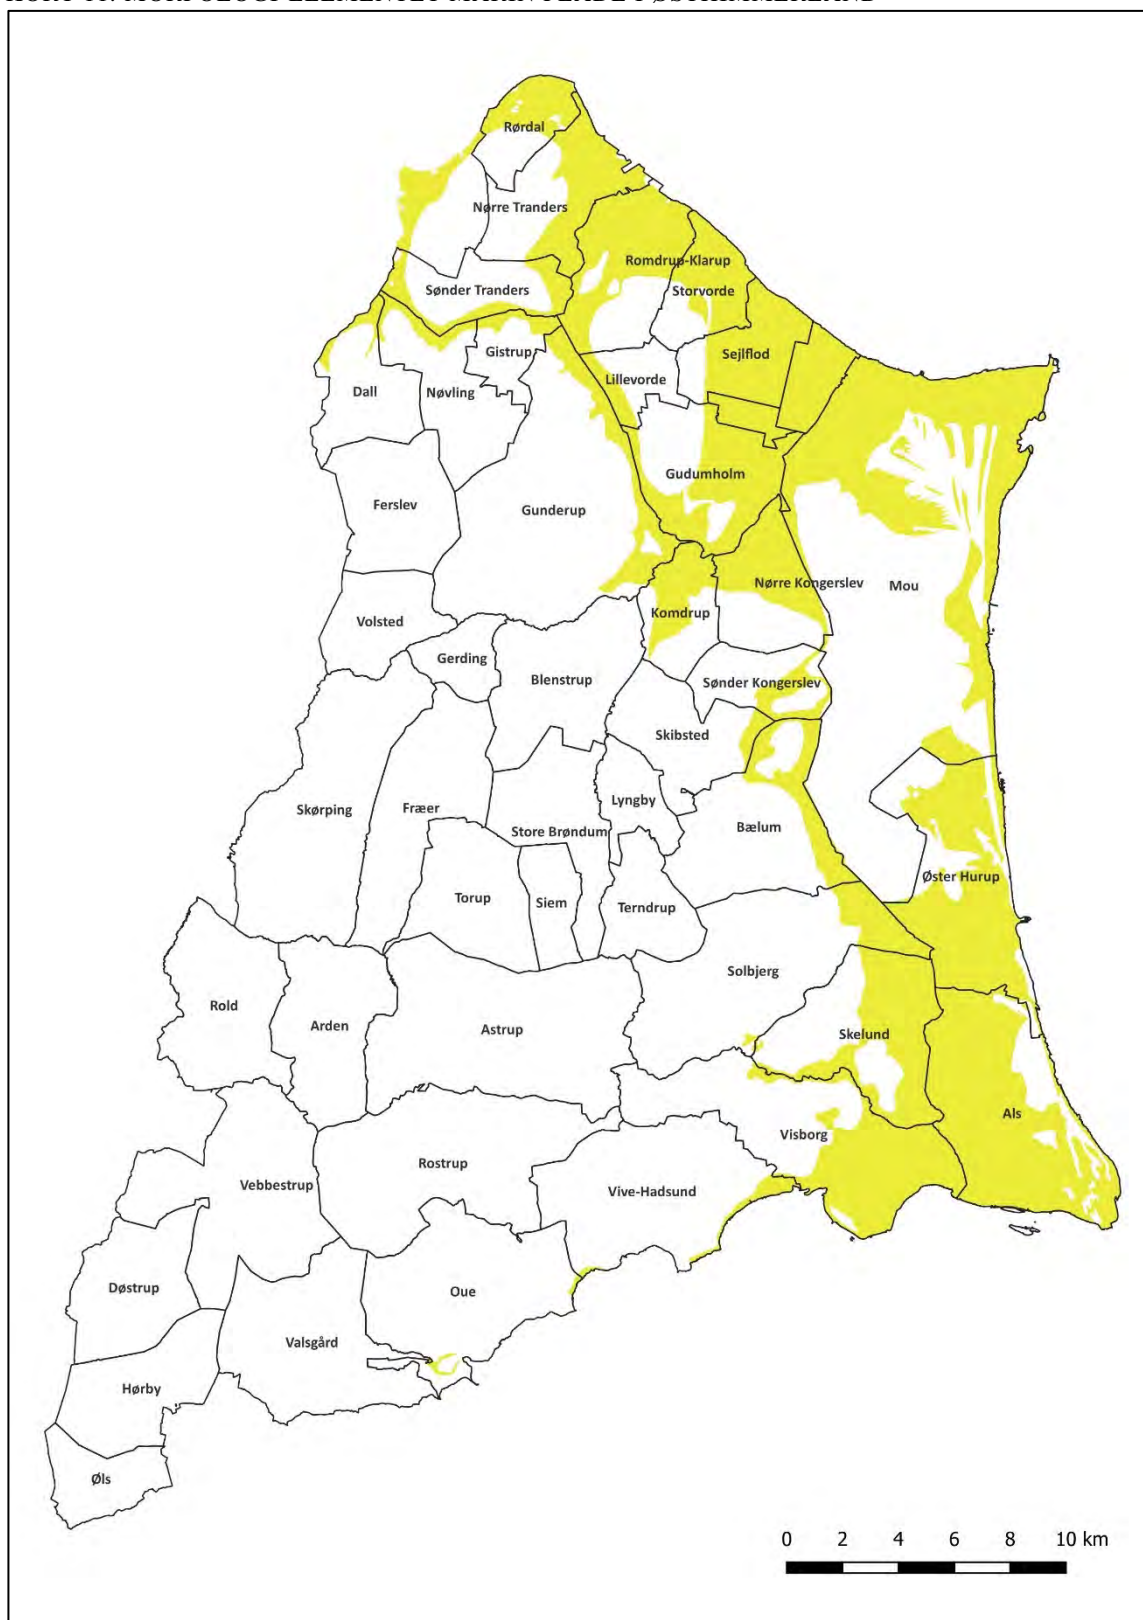 Rørdal
Nørre Tranders
Romdrup-Klarup
Sønder Tranders
Storvorde
Gistrup
Sejlflod
Lillevorde
Dall
Nøvling
Gudumholm
Ferslev
Gunderup
Nørre Kongerslev
Mou
Komdrup
Volsted
Gerding
Blenstrup
Sønder Kongerslev
Skibsted
Skørping
Fræer
Lyngby
Store Brøndum
Bælum
Øster Hurup
Torup
Siem
Terndrup
Solbjerg
Rold
Arden
Astrup
Skelund
Als
Visborg
Rostrup
Vebbestrup
Vive-Hadsund
Døstrup
Oue
Valsgård
Hørby
Øls
0 2 4 6 8 10 km